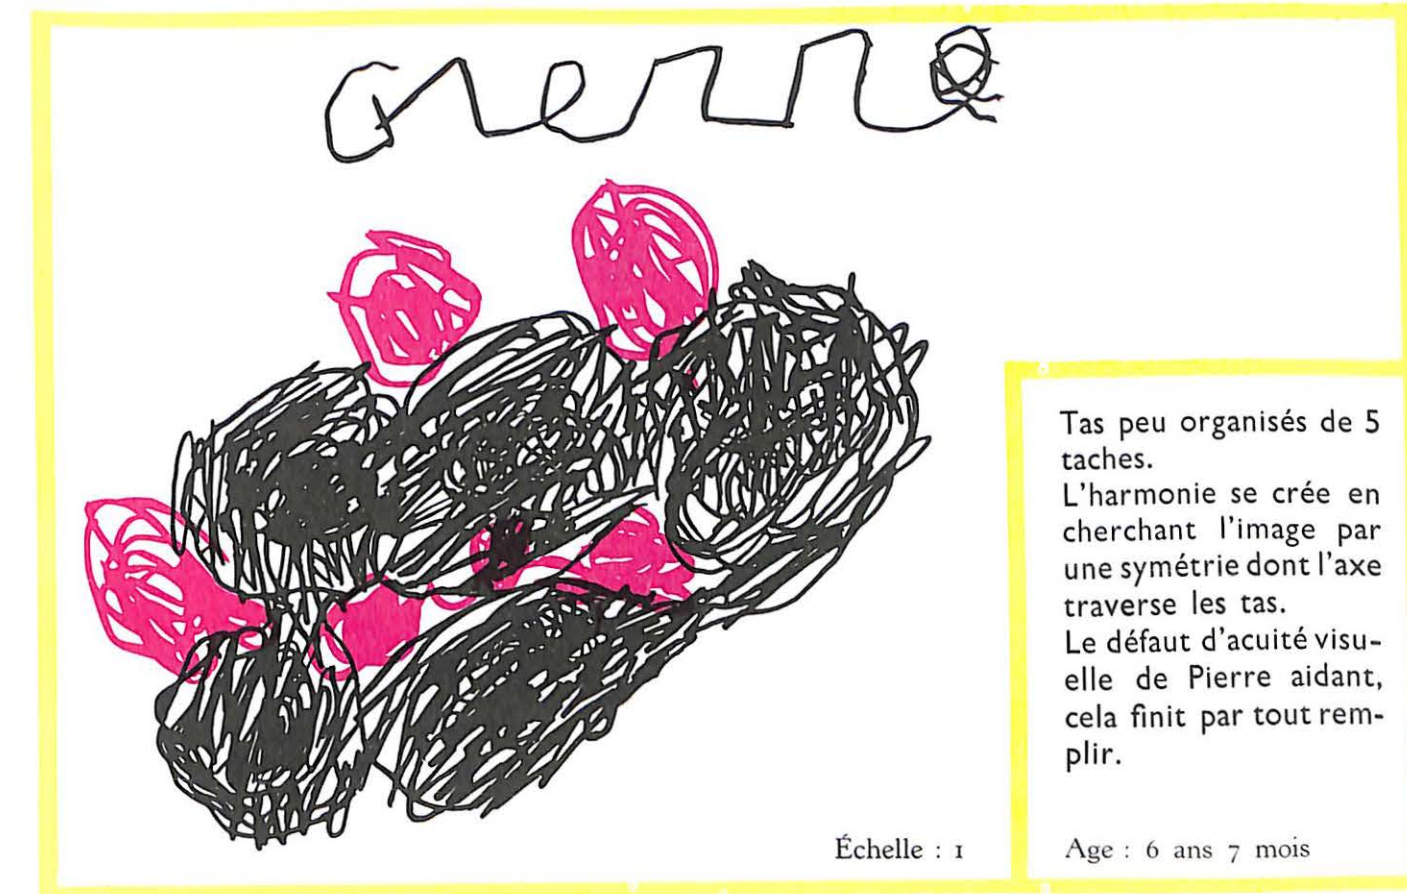 Pierre
Tas peu organisés de 5
taches.
L'harmonie se crée en
cherchant l'image par
une symétrie dont l'axe
traverse les tas.
Le défaut d'acuité visu-
elle de Pierre aidant,
cela finit par tout rem-
plir.
Échelle : 1
Age : 6 ans 7 mois